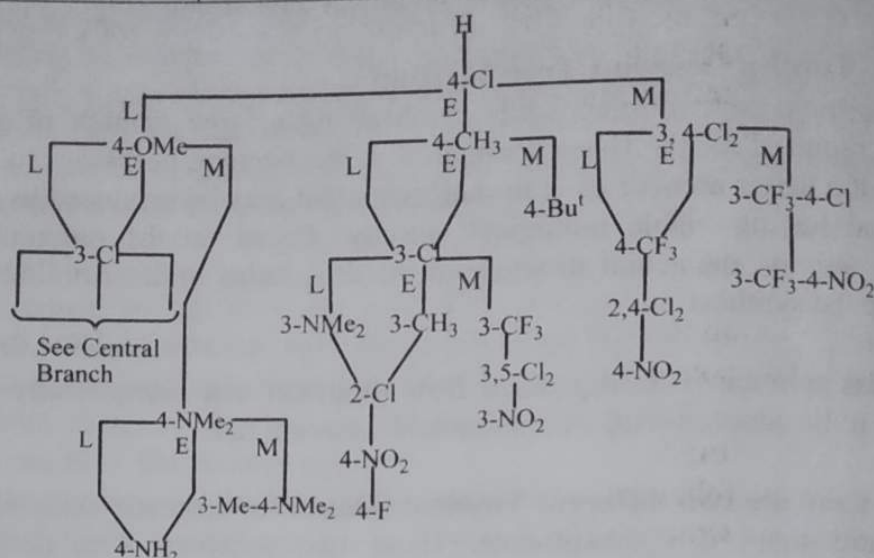 H
4-Cl
L E M
4-OMe 4-CH₃ 3,4-Cl₂
L E M L E M L E M
4-Buᵗ 3-CF₃-4-Cl
3-Cl 3-Cl 4-CF₃
3-CF₃-4-NO₂
L E M
See Central
Branch
3-NMe₂ 3-CH₃ 3-CF₃ 2,4-Cl₂
3,5-Cl₂ 4-NO₂
2-Cl
3-NO₂
4-NMe₂
L E M
4-NO₂
3-Me-4-NMe₂ 4-F
4-NH₂